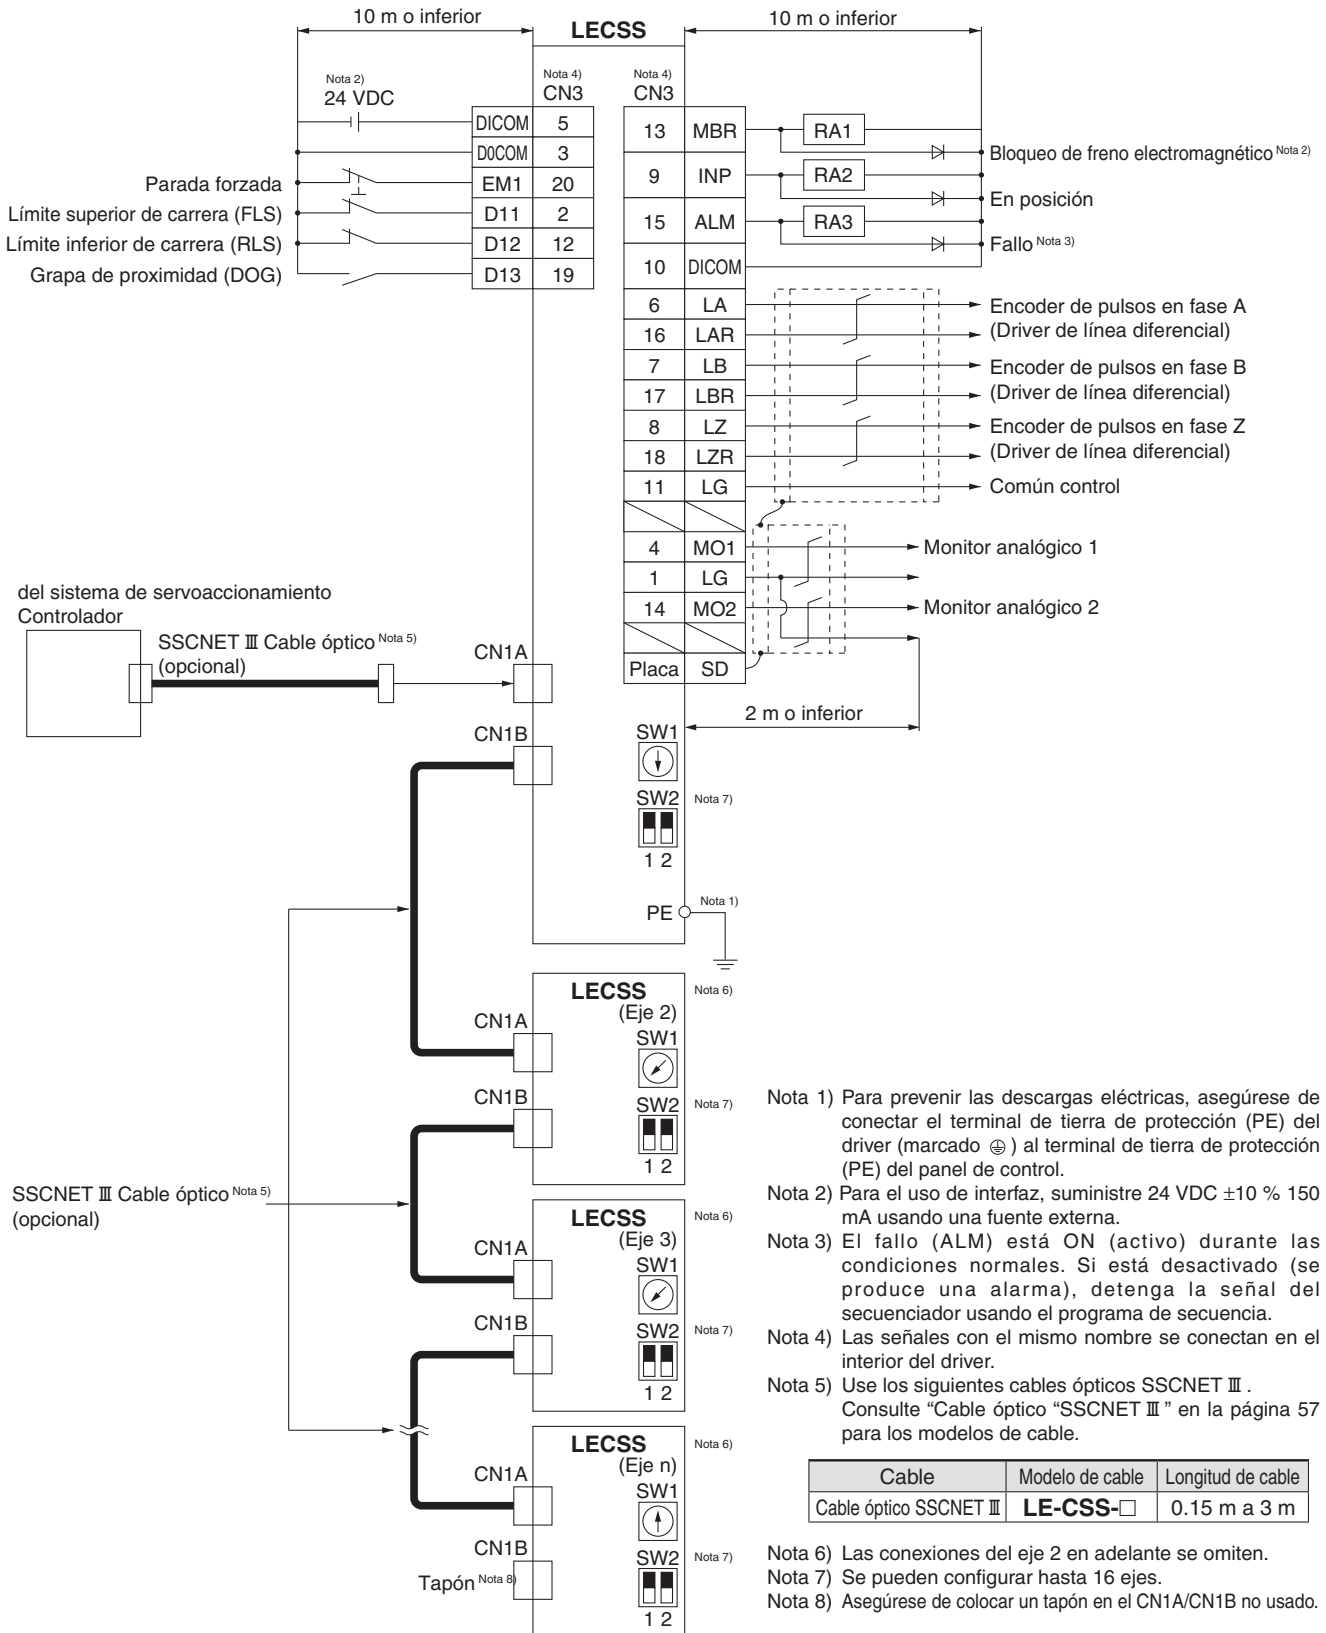 10 m o inferior
LECSS
10 m o inferior
Nota 2)
24 VDC
Nota 4)
CN3
Nota 4)
CN3
DICOM 5
D0COM 3
Parada forzada EM1 20
Límite superior de carrera (FLS) D11 2
Límite inferior de carrera (RLS) D12 12
Grapa de proximidad (DOG) D13 19
13 MBR RA1
Bloqueo de freno electromagnético Nota 2)
9 INP RA2
En posición
15 ALM RA3
Fallo Nota 3)
10 DICOM
6 LA Encoder de pulsos en fase A
16 LAR (Driver de línea diferencial)
7 LB Encoder de pulsos en fase B
17 LBR (Driver de línea diferencial)
8 LZ Encoder de pulsos en fase Z
18 LZR (Driver de línea diferencial)
11 LG Común control
4 MO1 Monitor analógico 1
1 LG
14 MO2 Monitor analógico 2
Placa SD
2 m o inferior
del sistema de servoaccionamiento
Controlador
SSCNET Ⅲ Cable óptico Nota 5)
(opcional)
CN1A
CN1B
SW1
SW2 Nota 7)
1 2
PE Nota 1)
LECSS Nota 6)
(Eje 2)
CN1A
SW1
CN1B
SW2 Nota 7)
1 2
SSCNET Ⅲ Cable óptico Nota 5)
(opcional)
LECSS Nota 6)
(Eje 3)
CN1A
SW1
CN1B
SW2 Nota 7)
1 2
LECSS Nota 6)
(Eje n)
CN1A
SW1
CN1B
Tapón Nota 8)
SW2 Nota 7)
1 2
Nota 1) Para prevenir las descargas eléctricas, asegúrese de
conectar el terminal de tierra de protección (PE) del
driver (marcado ⏚) al terminal de tierra de protección
(PE) del panel de control.
Nota 2) Para el uso de interfaz, suministre 24 VDC ±10 % 150
mA usando una fuente externa.
Nota 3) El fallo (ALM) está ON (activo) durante las
condiciones normales. Si está desactivado (se
produce una alarma), detenga la señal del
secuenciador usando el programa de secuencia.
Nota 4) Las señales con el mismo nombre se conectan en el
interior del driver.
Nota 5) Use los siguientes cables ópticos SSCNET Ⅲ .
Consulte “Cable óptico “SSCNET Ⅲ” en la página 57
para los modelos de cable.
Cable Modelo de cable Longitud de cable
Cable óptico SSCNET Ⅲ LE-CSS-□ 0.15 m a 3 m
Nota 6) Las conexiones del eje 2 en adelante se omiten.
Nota 7) Se pueden configurar hasta 16 ejes.
Nota 8) Asegúrese de colocar un tapón en el CN1A/CN1B no usado.